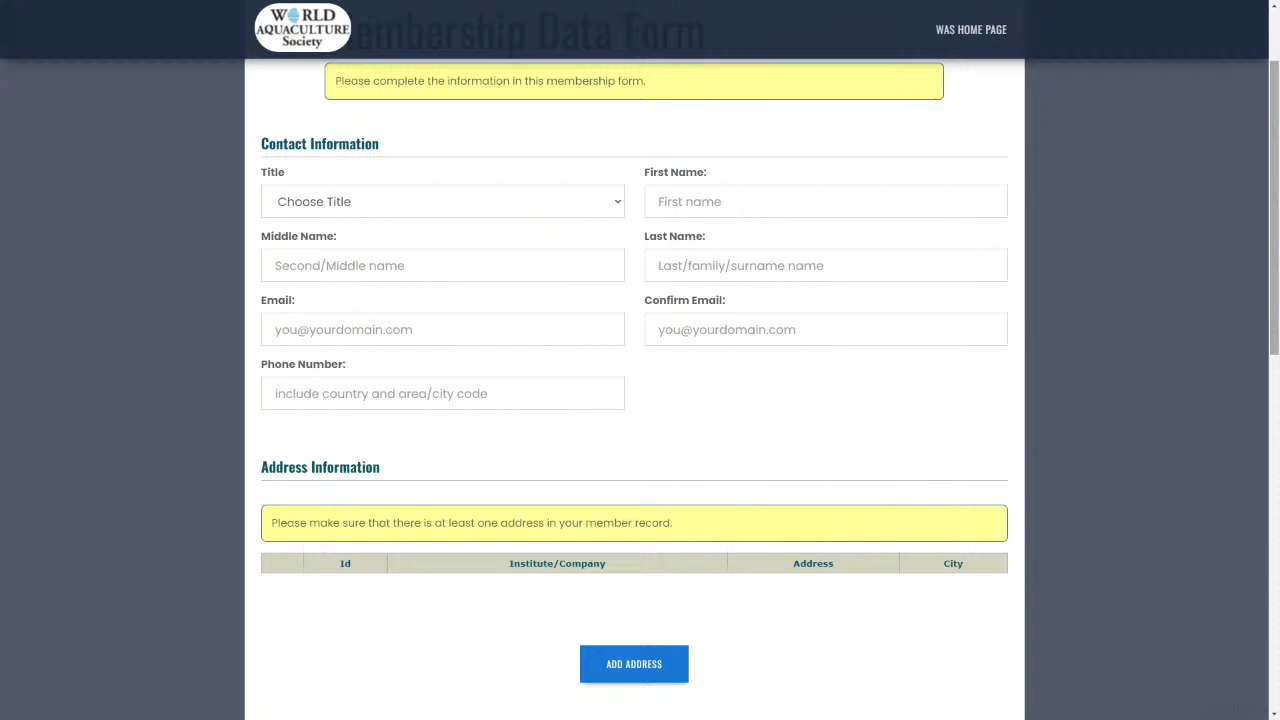 WORLD
AQUACULTURE
Society
Membership Data Form
WAS HOME PAGE
Please complete the information in this membership form.
Contact Information
Title
First Name:
Choose Title
First name
Middle Name:
Last Name:
Second/Middle name
Last/family/surname name
Email:
Confirm Email:
you@yourdomain.com
you@yourdomain.com
Phone Number:
include country and area/city code
Address Information
Please make sure that there is at least one address in your member record.
Id Institute/Company Address City
ADD ADDRESS